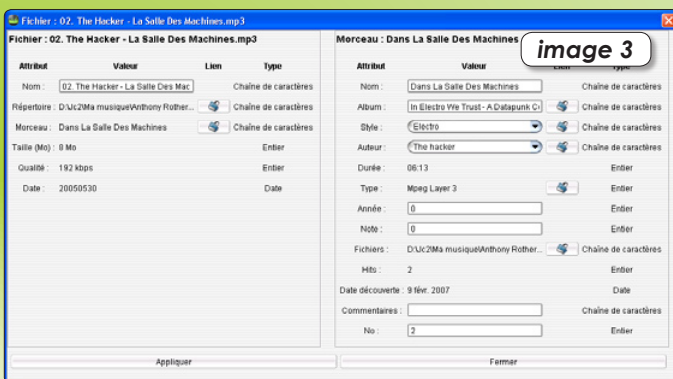 Fichier : 02. The Hacker - La Salle Des Machines.mp3
Fichier : 02. The Hacker - La Salle Des Machines.mp3
Attribut Valeur Lien Type
Nom : 02. The Hacker - La Salle Des Mac Chaîne de caractères
Répertoire : D:\Jc2\Ma musique\Anthony Rother... Chaîne de caractères
Morceau : Dans La Salle Des Machines Chaîne de caractères
Taille (Mo) : 0 Mo Entier
Qualité : 192 kbps Entier
Date : 20050530 Date
Appliquer
Morceau : Dans La Salle Des Machines
image 3
Attribut Valeur Lien Type
Nom : Dans La Salle Des Machines Chaîne de caractères
Album : In Electro We Trust - A Datapunk Chaîne de caractères
Style : Electro Chaîne de caractères
Auteur : The hacker Chaîne de caractères
Durée : 06:13 Entier
Type : Mpeg Layer 3 Entier
Année : 0 Entier
Note : 0 Entier
Fichiers : D:\Jc2\Ma musique\Anthony Rother... Chaîne de caractères
Hits : 2 Entier
Date découverte : 9 févr. 2007 Date
Commentaires : Chaîne de caractères
No : 2 Entier
Fermer